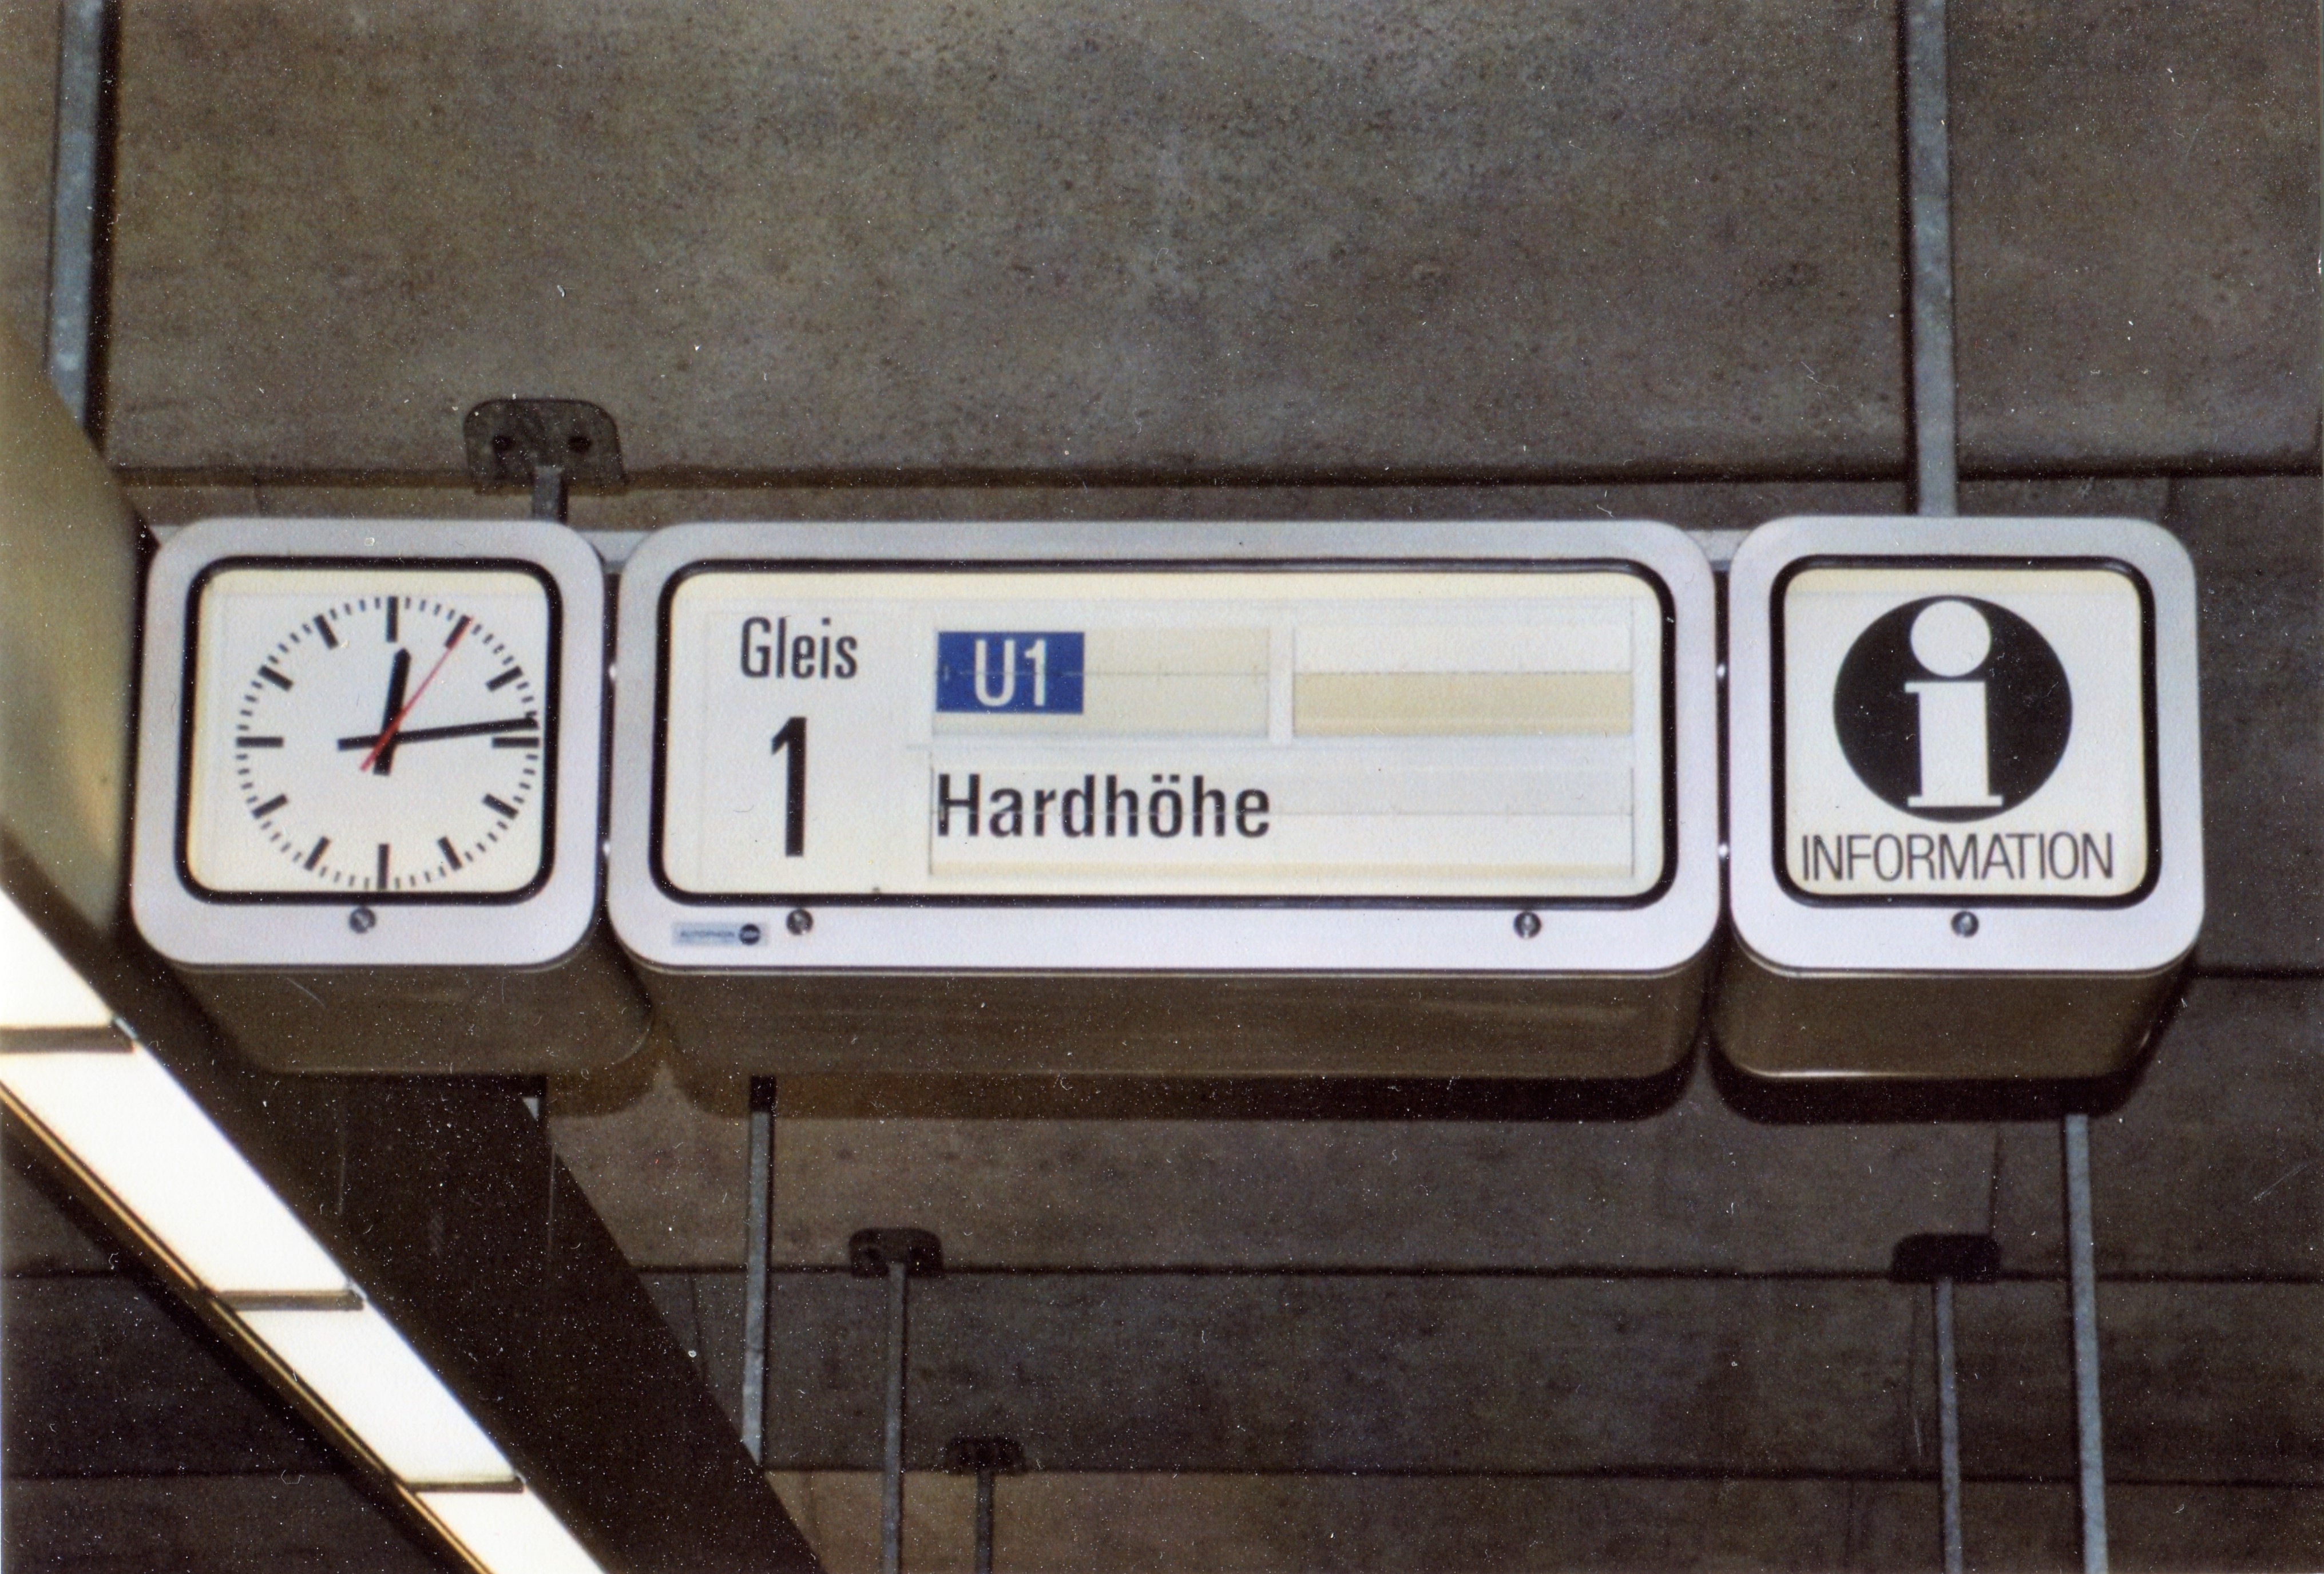 Gleis
1
U1
Hardhöhe
i
INFORMATION